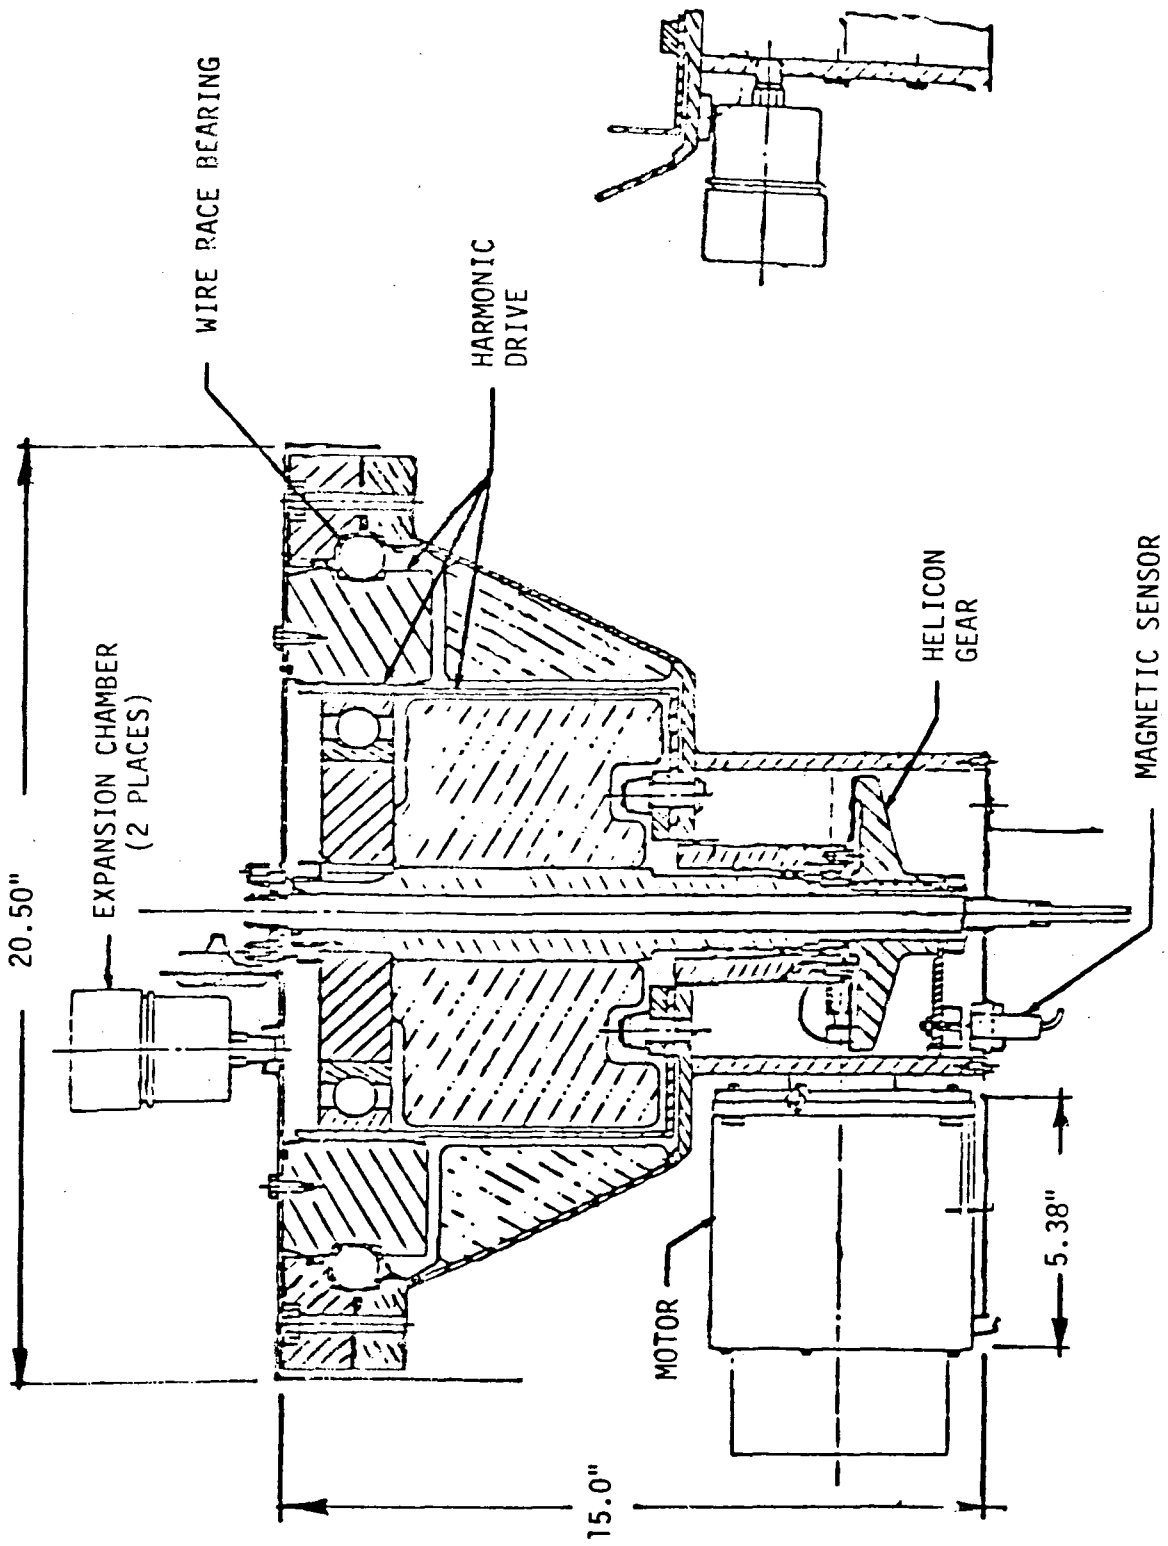 20.50"
EXPANSION CHAMBER
(2 PLACES)
WIRE RACE BEARING
HARMONIC
DRIVE
HELICON
GEAR
MAGNETIC SENSOR
MOTOR
5.38"
15.0"